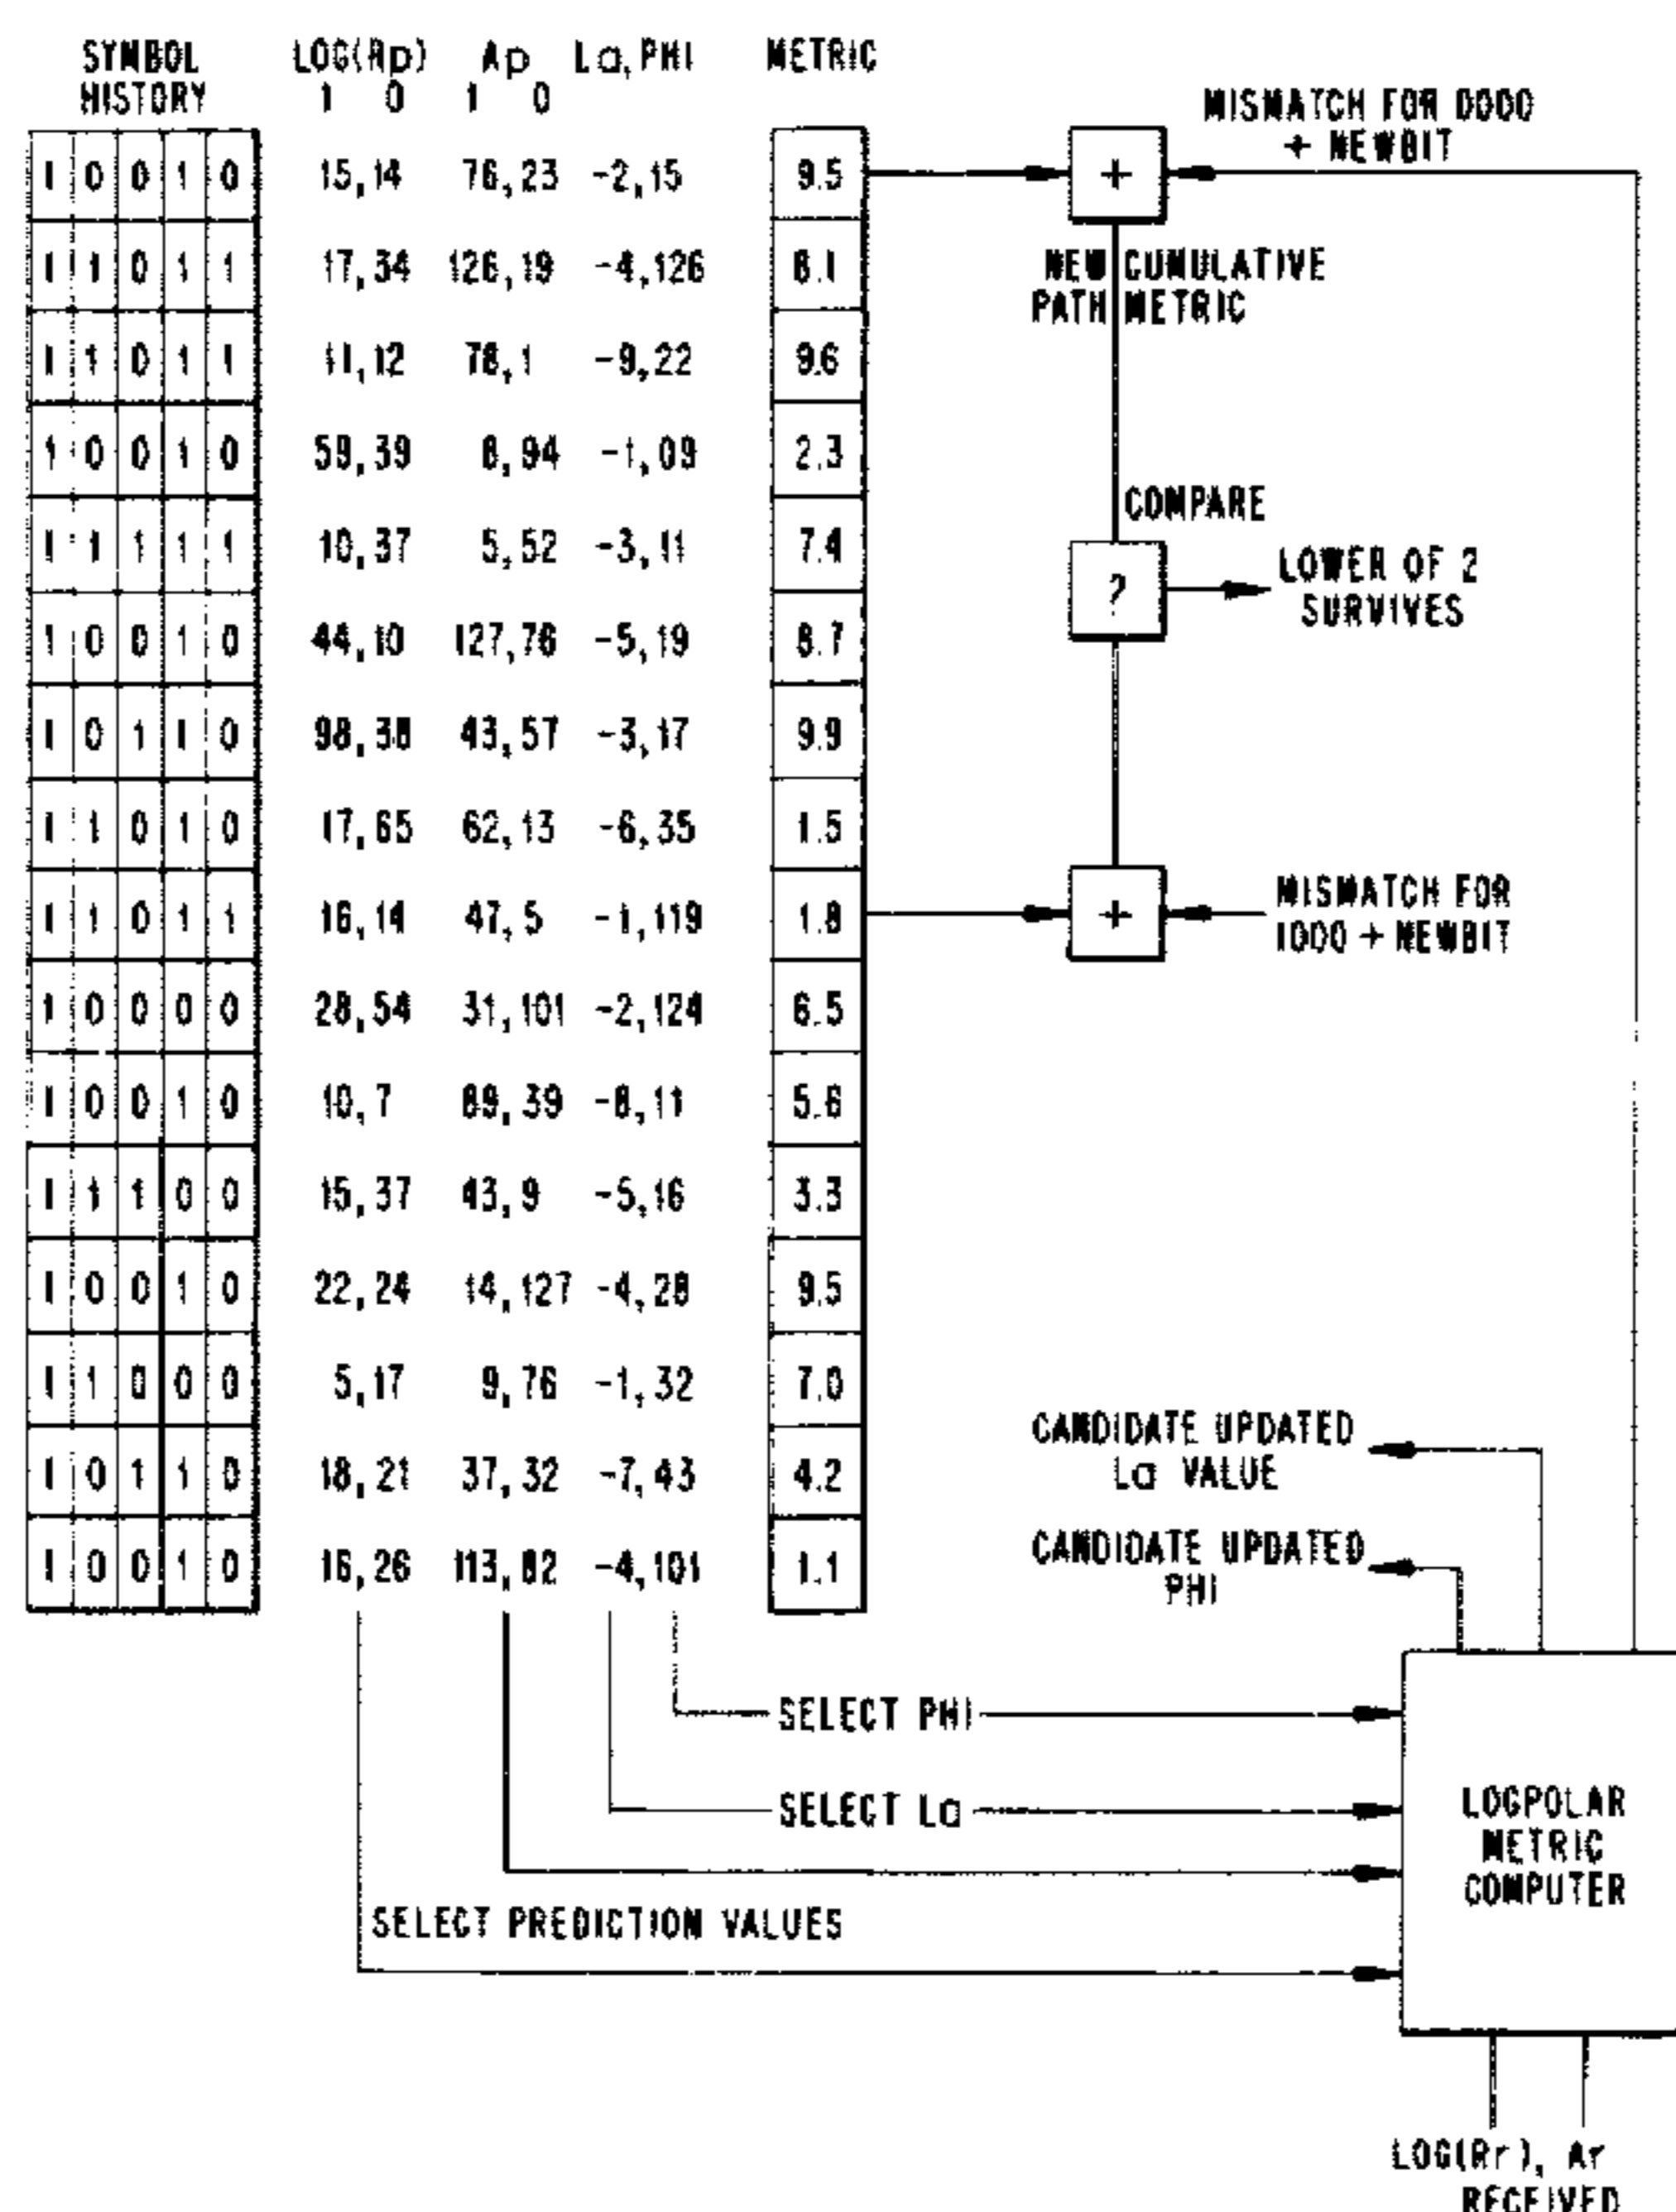 SYMBOL HISTORY LOG(Rp) 1 0 Ap 1 0 La, PHI METRIC
1 0 0 1 0 15,14 76,23 -2,15 9.5
1 1 0 1 1 17,34 126,19 -4,126 8.1
1 1 0 1 1 11,12 78,1 -9,22 9.6
1 0 0 1 0 59,39 8,94 -1,09 2.3
1 1 1 1 1 10,37 5,52 -3,11 7.4
1 0 0 1 0 44,10 127,76 -5,19 8.7
1 0 1 1 0 98,38 43,57 -3,17 9.9
1 1 0 1 0 17,65 62,13 -6,35 1.5
1 1 0 1 1 16,14 47,5 -1,119 1.8
1 0 0 0 0 28,54 31,101 -2,124 6.5
1 0 0 1 0 10,7 89,39 -8,11 5.6
1 1 1 0 0 15,37 43,9 -5,16 3.3
1 0 0 1 0 22,24 14,127 -4,28 9.5
1 1 0 0 0 5,17 9,76 -1,32 7.0
1 0 1 1 0 18,21 37,32 -7,43 4.2
1 0 0 1 0 16,26 113,82 -4,101 1.1
MISMATCH FOR 0000
+ NEWBIT
+
NEW CUMULATIVE
PATH METRIC
COMPARE
?
LOWER OF 2
SURVIVES
+
MISMATCH FOR
1000 + NEWBIT
CANDIDATE UPDATED
La VALUE
CANDIDATE UPDATED
PHI
SELECT PHI
SELECT La
SELECT PREDICTION VALUES
LOGPOLAR
METRIC
COMPUTER
LOG(Rr), Ar
RECEIVED